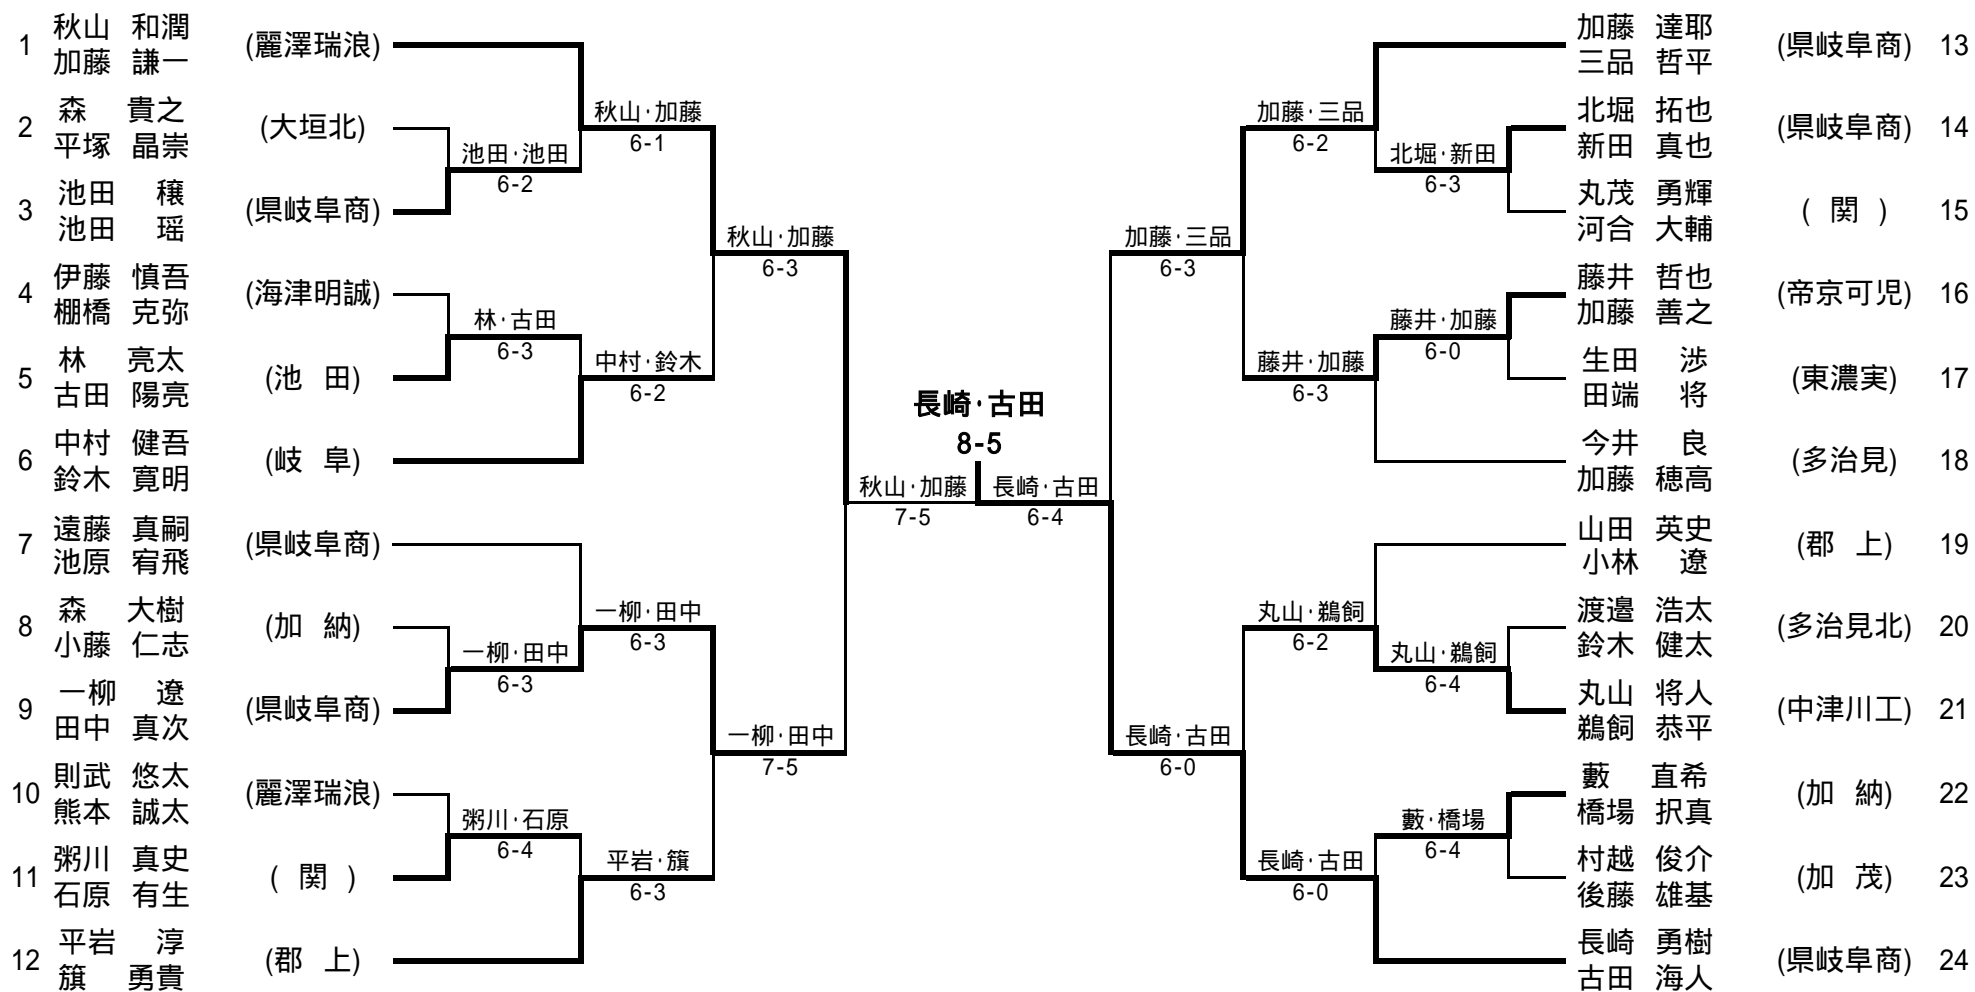 1 秋山 和潤 (麗澤瑞浪)
加藤 謙一
2 森 貴之 (大垣北)
平塚 晶崇
3 池田 穣 (県岐阜商)
池田 瑶
4 伊藤 慎吾 (海津明誠)
棚橋 克弥
5 林 亮太 (池 田)
古田 陽亮
6 中村 健吾 (岐 阜)
鈴木 寛明
7 遠藤 真嗣 (県岐阜商)
池原 宥飛
8 森 大樹 (加 納)
小藤 仁志
9 一柳 遼 (県岐阜商)
田中 真次
10 則武 悠太 (麗澤瑞浪)
熊本 誠太
11 粥川 真史 (関)
石原 有生
12 平岩 淳 (郡 上)
籏 勇貴
池田·池田
6-2
林·古田
6-3
一柳·田中
6-3
粥川·石原
6-4
秋山·加藤
6-1
中村·鈴木
6-2
一柳·田中
6-3
平岩·籏
6-3
秋山·加藤
6-3
一柳·田中
7-5
秋山·加藤
7-5
長崎·古田
8-5
長崎·古田
6-4
加藤·三品
6-3
長崎·古田
6-0
加藤·三品
6-2
藤井·加藤
6-3
丸山·鵜飼
6-2
長崎·古田
6-0
北堀·新田
6-3
藤井·加藤
6-0
丸山·鵜飼
6-4
藪·橋場
6-4
加藤 達耶 (県岐阜商) 13
三品 哲平
北堀 拓也 (県岐阜商) 14
新田 真也
丸茂 勇輝 (関) 15
河合 大輔
藤井 哲也 (帝京可児) 16
加藤 善之
生田 渉 (東濃実) 17
田端 将
今井 良 (多治見) 18
加藤 穂高
山田 英史 (郡 上) 19
小林 遼
渡邉 浩太 (多治見北) 20
鈴木 健太
丸山 将人 (中津川工) 21
鵜飼 恭平
藪 直希 (加 納) 22
橋場 択真
村越 俊介 (加 茂) 23
後藤 雄基
長崎 勇樹 (県岐阜商) 24
古田 海人